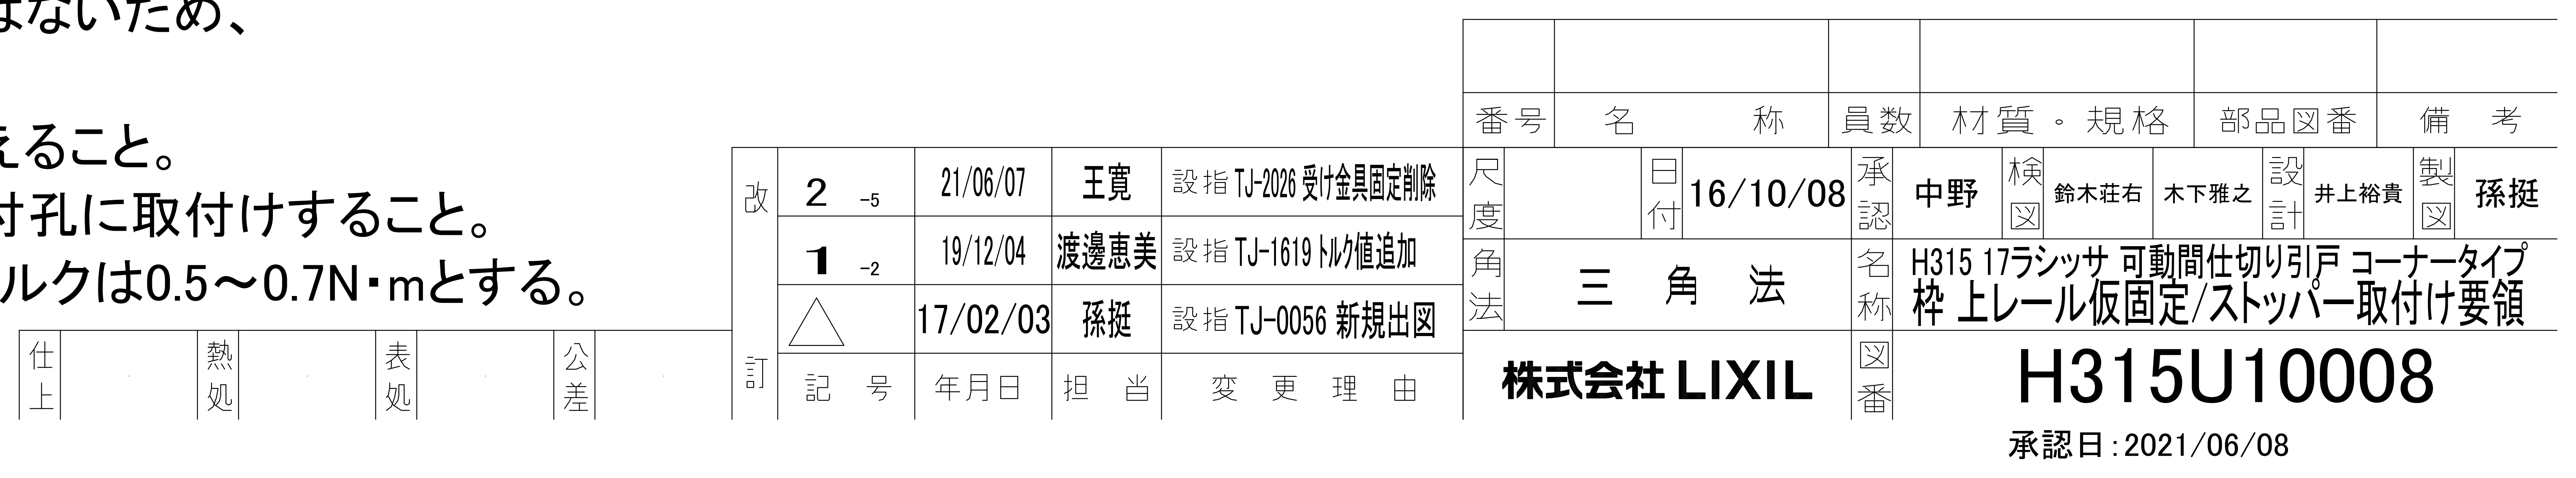 はないため、
えること。
付孔に取付けすること。
ルクは0.5～0.7N・mとする。
仕上 熱処 表処 公差
改訂
2 -5 21/06/07 王寛 設指 TJ-2026 受け金具固定削除
1 -2 19/12/04 渡邊恵美 設指 TJ-1619 トルク値追加
△ 17/02/03 孫挺 設指 TJ-0056 新規出図
記号 年月日 担当 変更理由
番号 名称 員数 材質・規格 部品図番 備考
尺度 日付 16/10/08 承認 中野 検図 鈴木荘右 木下雅之 設計 井上裕貴 製図 孫挺
角法 三角法 名称 H315 17ラシッサ 可動間仕切り引戸 コーナータイプ
枠 上レール仮固定/ストッパー取付け要領
株式会社 LIXIL 図番 H315U10008
承認日:2021/06/08